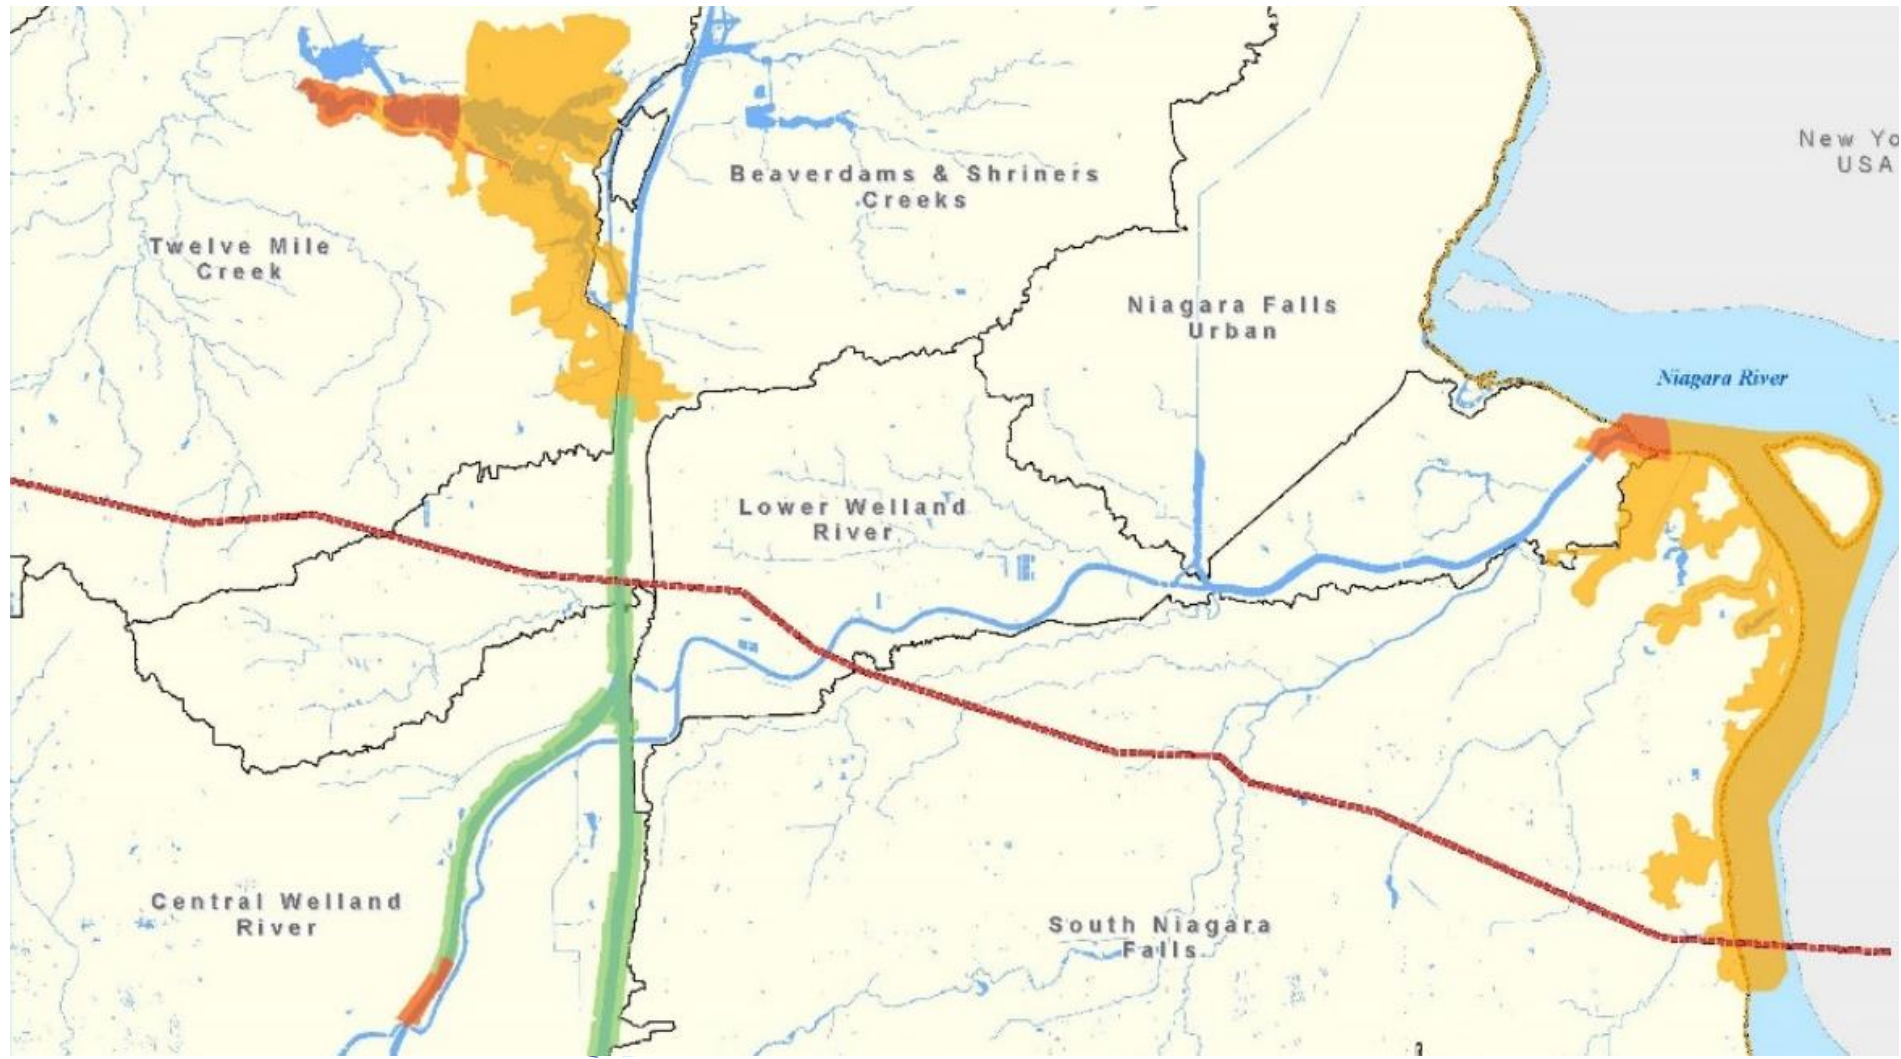 New Yo
USA
Beaverdams & Shriners
Creeks
Twelve Mile
Creek
Niagara Falls
Urban
Niagara River
Lower Welland
River
Central Welland
River
South Niagara
Falls